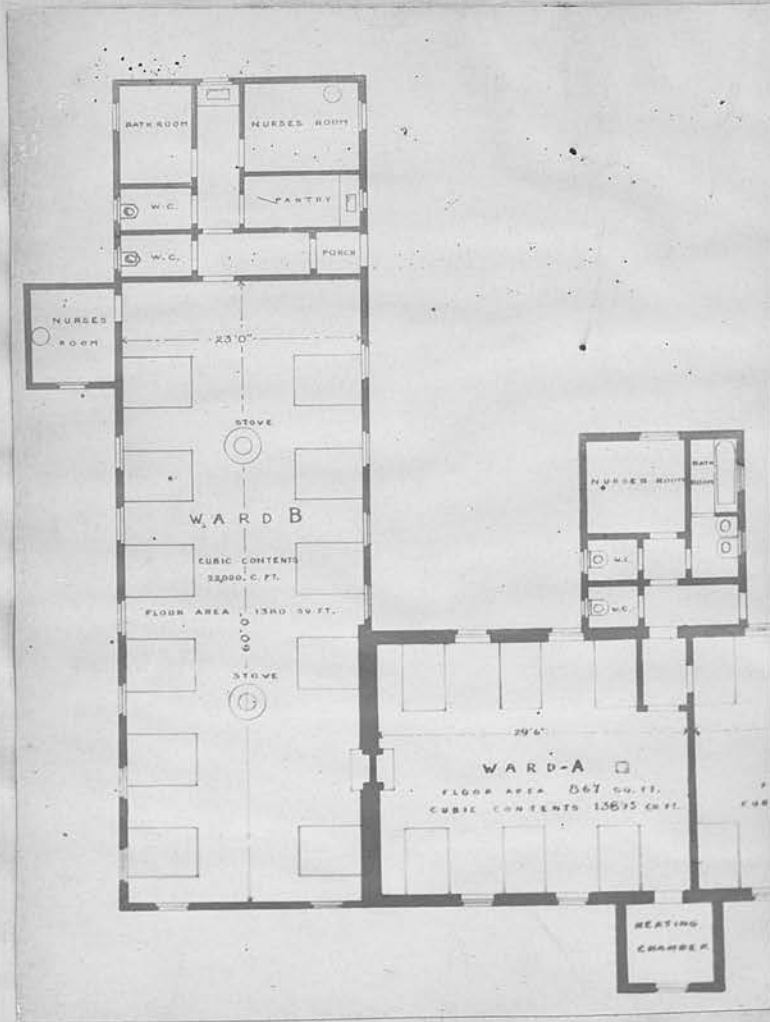 BATH ROOM
NURSES ROOM
W.C.
PANTRY
W.C.
PORCH
NURSES
ROOM
23'0"
STOVE
WARD B
CUBIC CONTENTS
22,080. C. FT.
FLOOR AREA, 1380 SQ. FT.
60.0
STOVE
NURSES ROOM
BATH
ROOM
W.C.
W.C.
29'6"
WARD-A
FLOOR AREA 867 SQ. FT.
CUBIC CONTENTS 13875 CU FT.
HEATING
CHAMBER